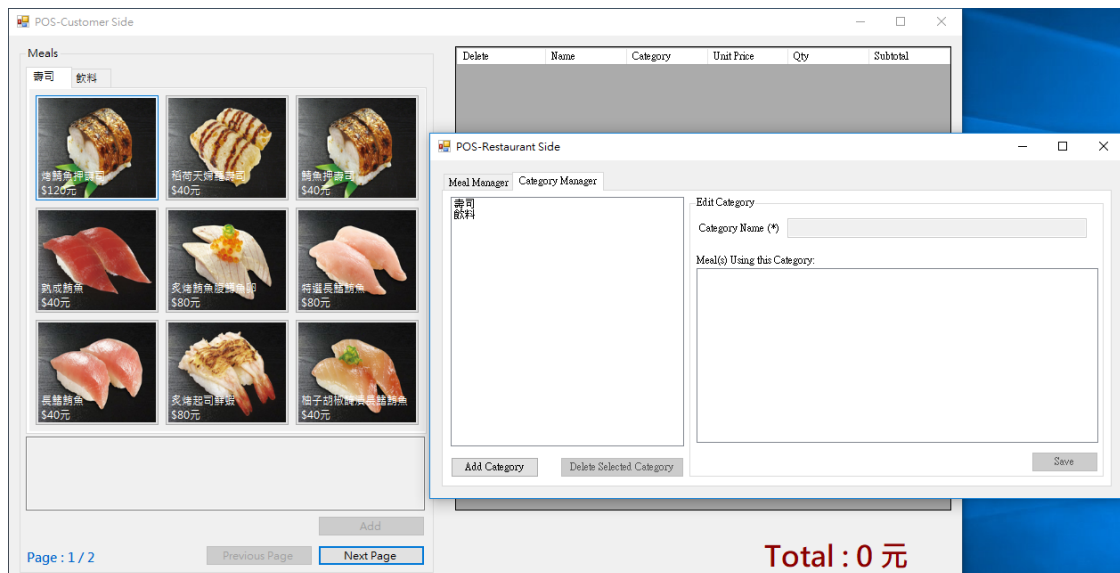 POS-Customer Side
Meals
壽司
飲料
烤鯖魚押壽司
$120元
稻荷天婦羅壽司
$40元
鯖魚押壽司
$40元
熟成鮪魚
$40元
炙烤鮪魚腹鱒魚卵
$80元
特選長鰭鮪魚
$80元
長鰭鮪魚
$40元
炙烤起司鮮蝦
$80元
柚子胡椒醃漬長鰭鮪魚
$40元
Add
Page : 1 / 2
Previous Page
Next Page
Delete Name Category Unit Price Qty Subtotal
Total : 0 元
POS-Restaurant Side
Meal Manager
Category Manager
壽司
飲料
Add Category
Delete Selected Category
Edit Category
Category Name (*)
Meal(s) Using this Category:
Save